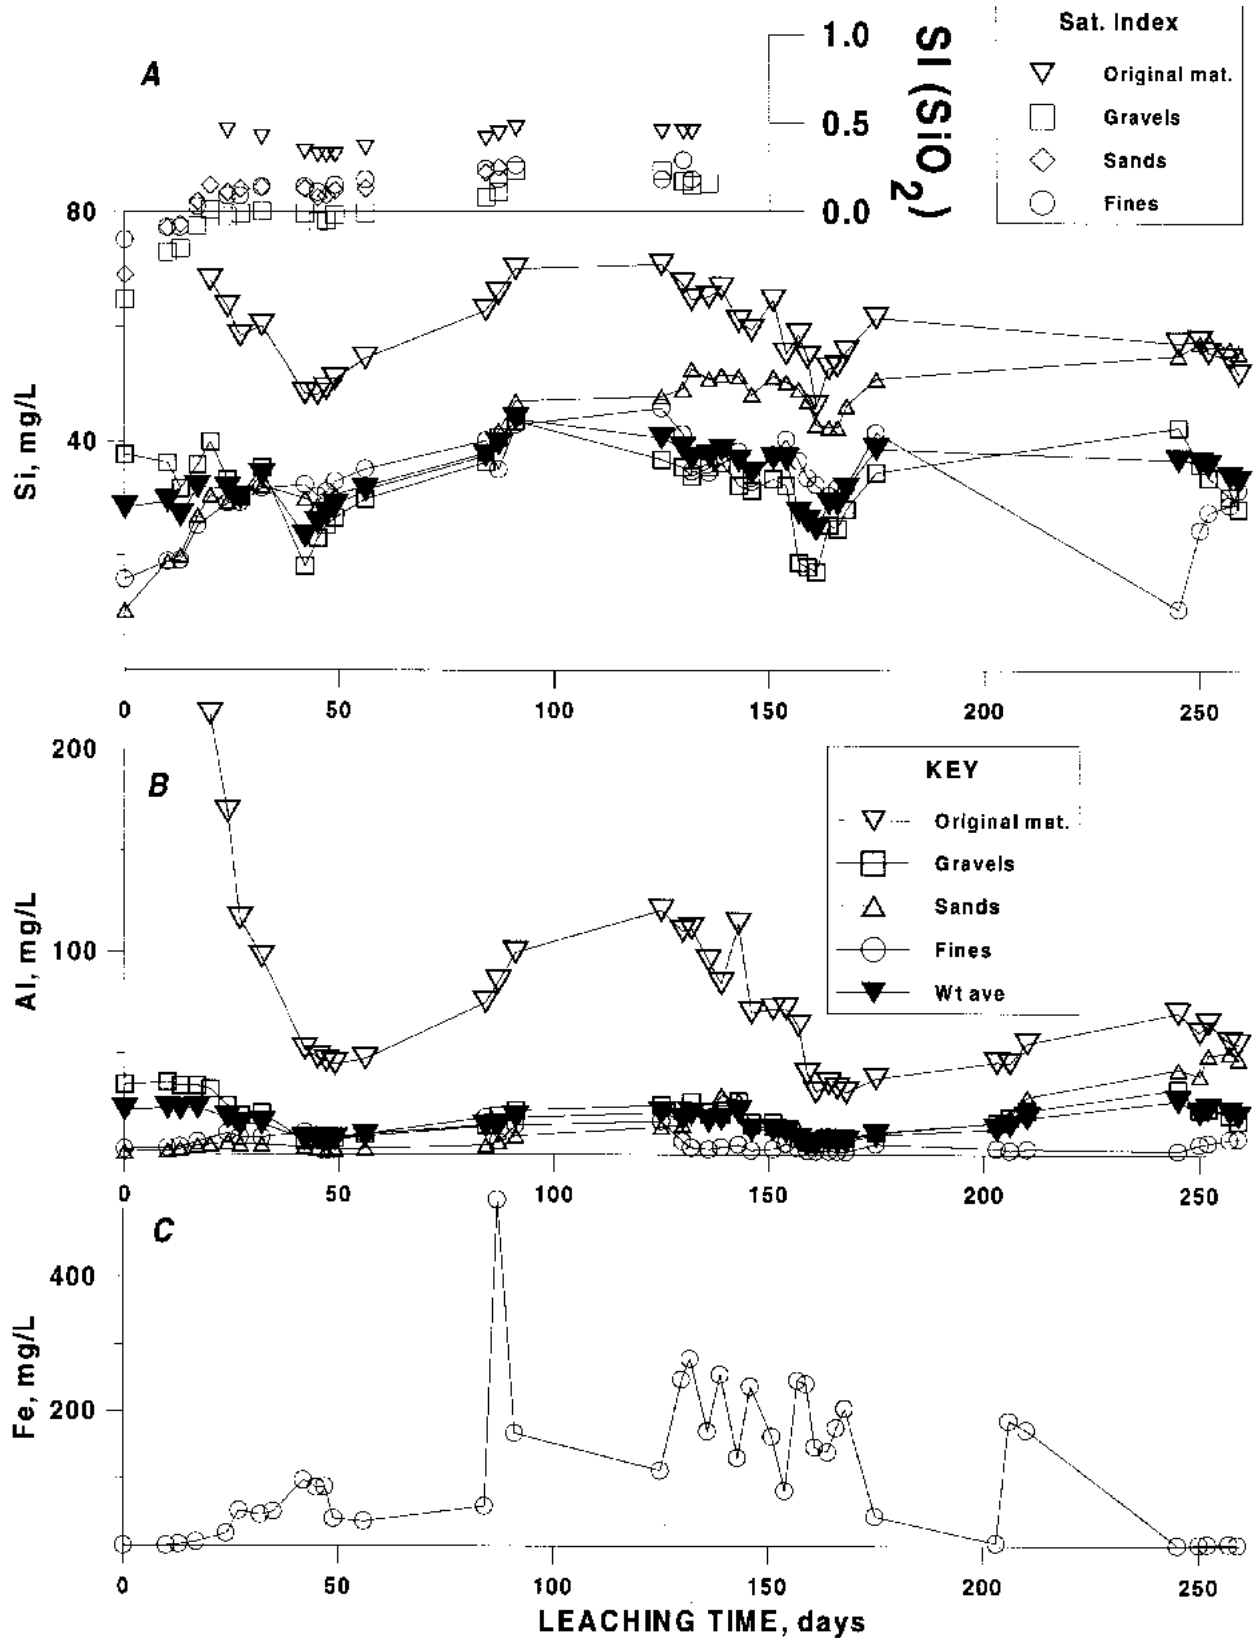 A
1.0
0.5
0.0
SI (SiO2)
Sat. Index
Original mat.
Gravels
Sands
Fines
80
40
Si, mg/L
0 50 100 150 200 250
B
200
100
Al, mg/L
KEY
Original mat.
Gravels
Sands
Fines
Wt ave
0 50 100 150 200 250
C
400
200
Fe, mg/L
0 50 100 150 200 250
LEACHING TIME, days